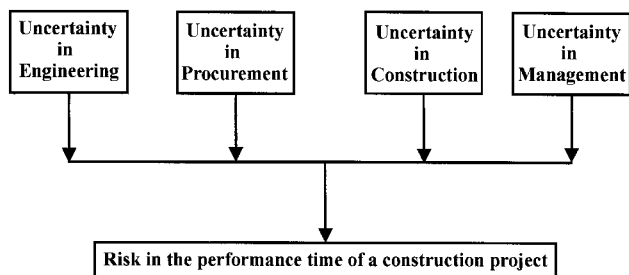 Uncertainty
in
Engineering
Uncertainty
in
Procurement
Uncertainty
in
Construction
Uncertainty
in
Management
Risk in the performance time of a construction project